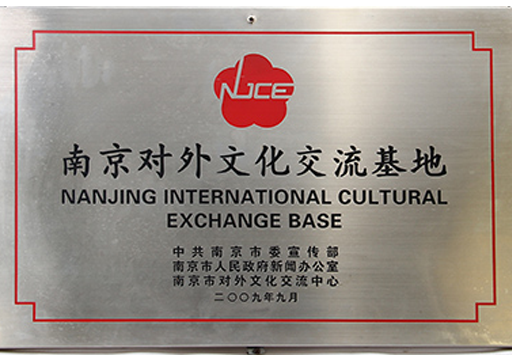 NJCE
南京对外文化交流基地
NANJING INTERNATIONAL CULTURAL
EXCHANGE BASE
中共南京市委宣传部
南京市人民政府新闻办公室
南京市对外文化交流中心
二〇〇九年九月